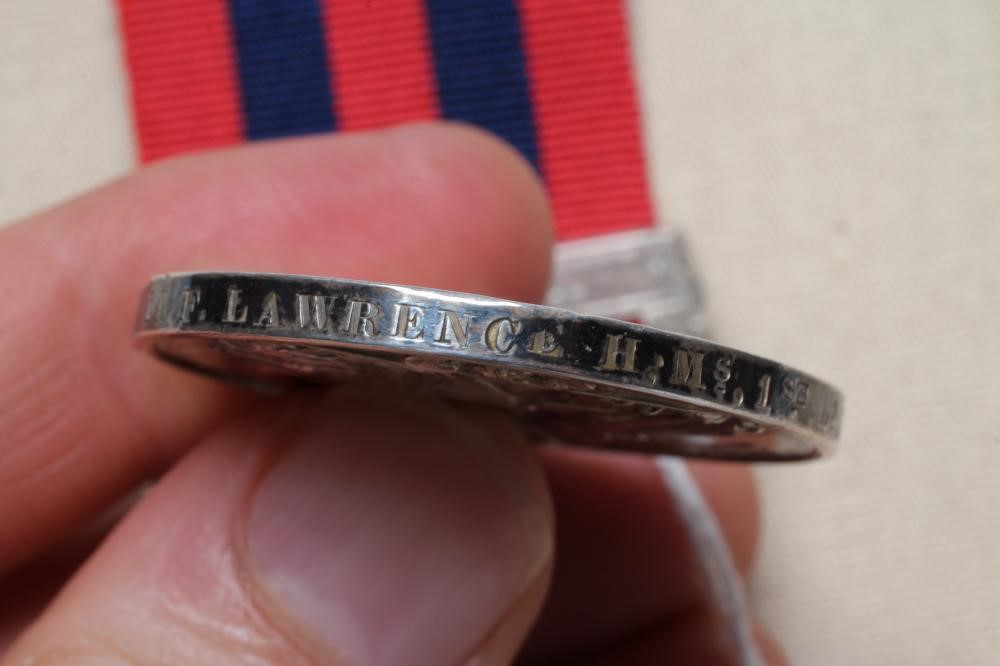 F. LAWRENCE H,Ms, 1st